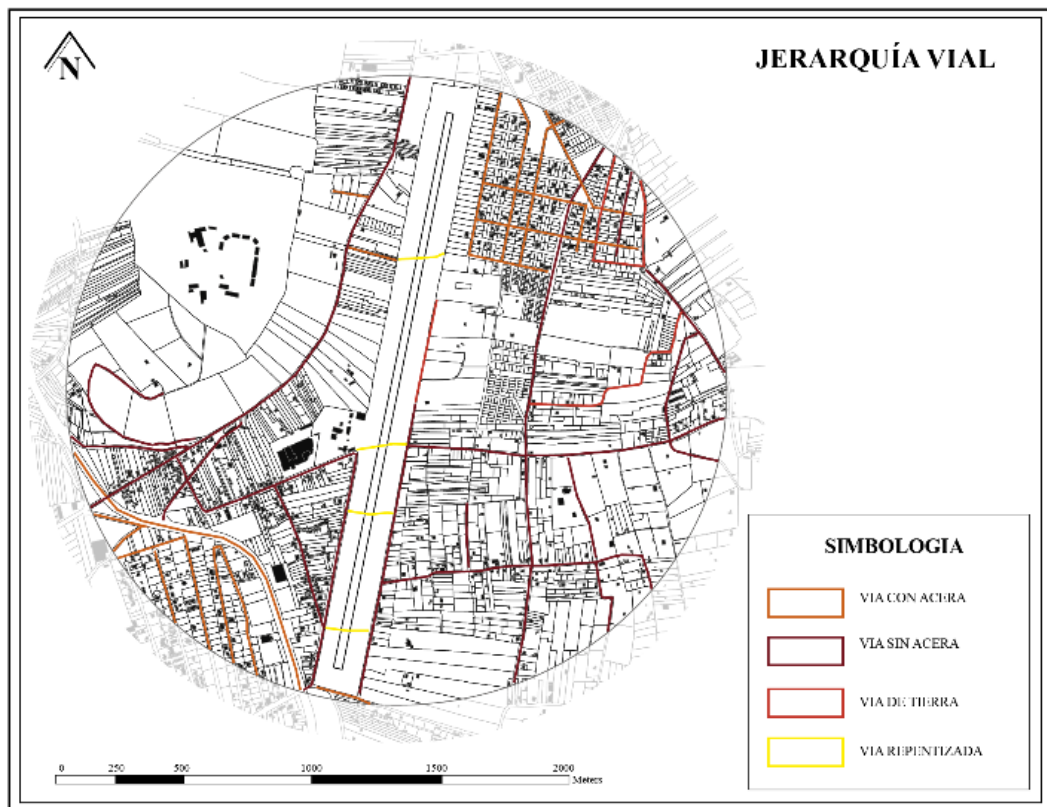 N
JERARQUÍA VIAL
SIMBOLOGIA
VIA CON ACERA
VIA SIN ACERA
VIA DE TIERRA
VIA REPENTIZADA
0 250 500 1000 1500 2000
Meters